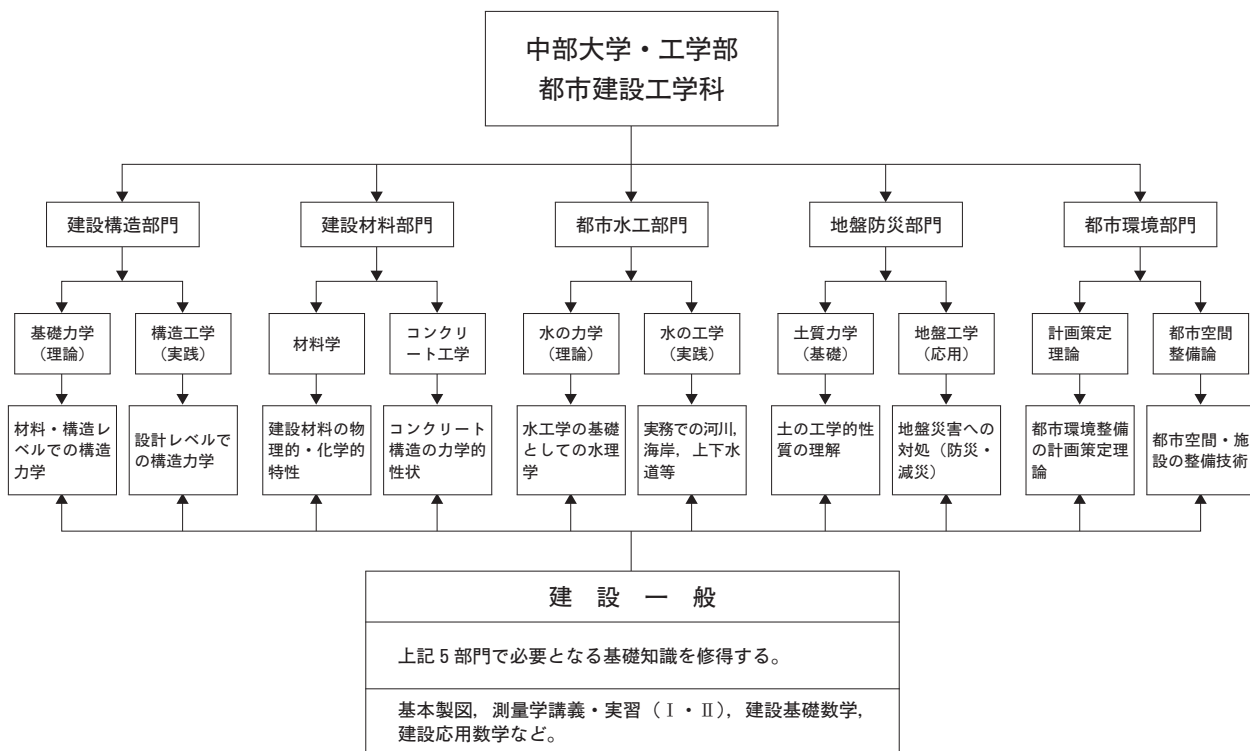 中部大学・工学部
都市建設工学科
建設構造部門
建設材料部門
都市水工部門
地盤防災部門
都市環境部門
基礎力学
（理論）
構造工学
（実践）
材料学
コンクリ
ート工学
水の力学
（理論）
水の工学
（実践）
土質力学
（基礎）
地盤工学
（応用）
計画策定
理論
都市空間
整備論
材料・構造レ
ベルでの構造
力学
設計レベルで
の構造力学
建設材料の物
理的・化学的
特性
コンクリート
構造の力学的
性状
水工学の基礎
としての水理
学
実務での河川，
海岸，上下水
道等
土の工学的性
質の理解
地盤災害への
対処（防災・
減災）
都市環境整備
の計画策定理
論
都市空間・施
設の整備技術
建　設　一　般
上記 5 部門で必要となる基礎知識を修得する。
基本製図，測量学講義・実習（Ⅰ・Ⅱ），建設基礎数学，
建設応用数学など。